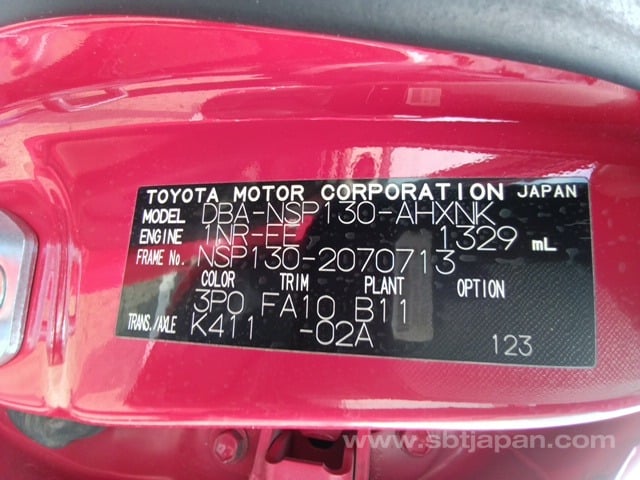 TOYOTA MOTOR CORPORATION JAPAN
MODEL DBA-NSP130-AHXNK
ENGINE 1NR-FE 1329 mL
FRAME No. NSP130-2070713
COLOR TRIM PLANT OPTION
3P0 FA10 B11
TRANS./AXLE K411 -02A
123
www.sbtjapan.com